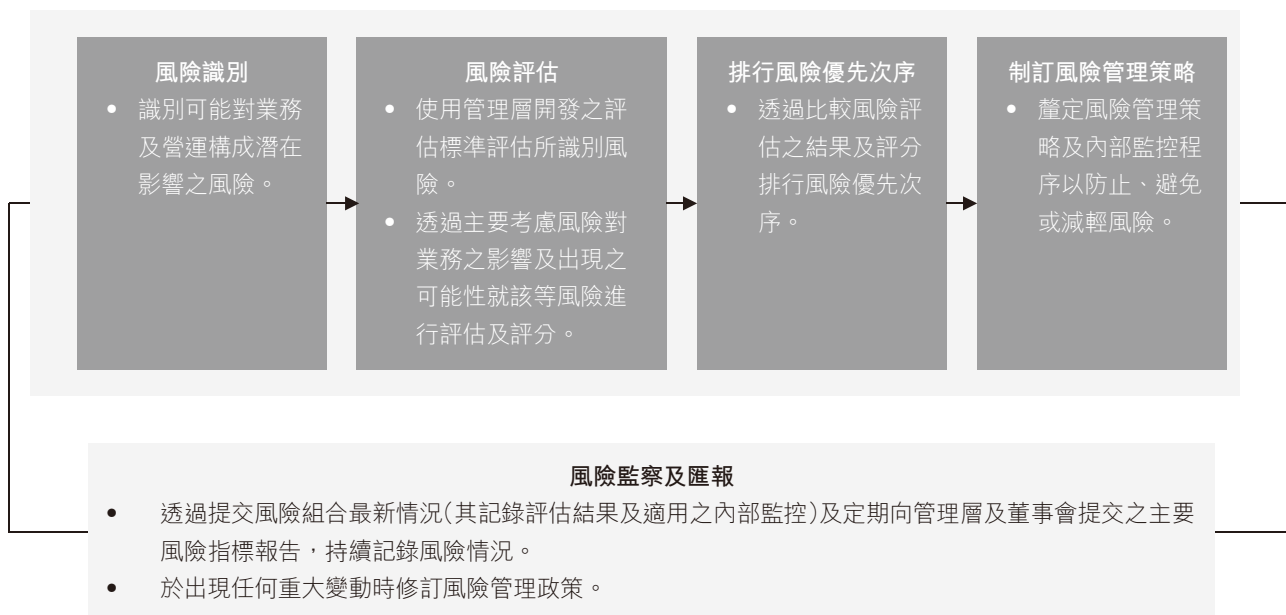 風險識別
• 識別可能對業務
及營運構成潛在
影響之風險。
風險評估
• 使用管理層開發之評
估標準評估所識別風
險。
• 透過主要考慮風險對
業務之影響及出現之
可能性就該等風險進
行評估及評分。
排行風險優先次序
• 透過比較風險評
估之結果及評分
排行風險優先次
序。
制訂風險管理策略
• 釐定風險管理策
略及內部監控程
序以防止、避免
或減輕風險。
風險監察及匯報
• 透過提交風險組合最新情況(其記錄評估結果及適用之內部監控)及定期向管理層及董事會提交之主要
風險指標報告，持續記錄風險情況。
• 於出現任何重大變動時修訂風險管理政策。